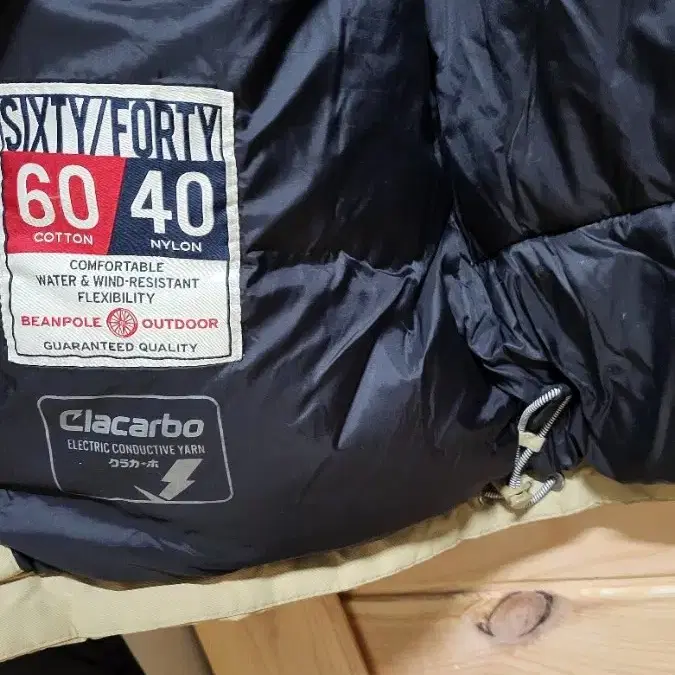 SIXTY/FORTY
60 40
COTTON NYLON
COMFORTABLE
WATER & WIND-RESISTANT
FLEXIBILITY
BEANPOLE OUTDOOR
GUARANTEED QUALITY
Clacarbo
ELECTRIC CONDUCTIVE YARN
クラカーボ